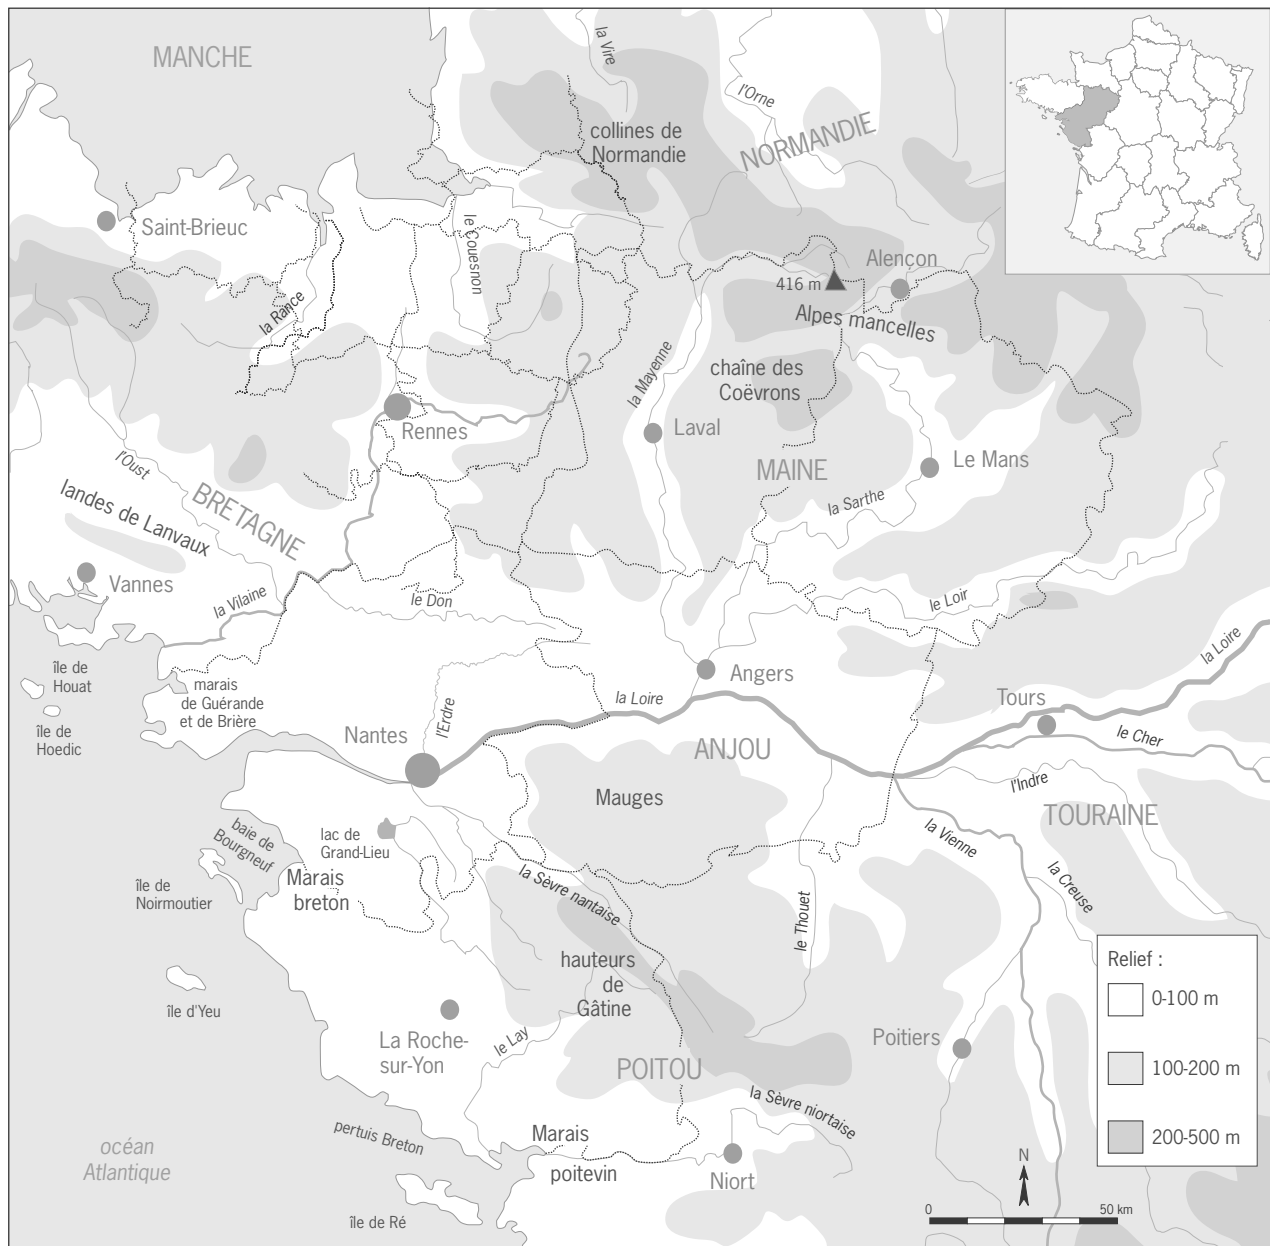 MANCHE
la Vire
l'Orne
collines de
Normandie
NORMANDIE
Saint-Brieuc
le Couesnon
la Rance
Alençon
416 m
Alpes mancelles
la Mayenne
chaîne des
Coëvrons
Rennes
Laval
MAINE
Le Mans
l'Oust
landes de Lanvaux
BRETAGNE
la Sarthe
Vannes
la Vilaine
le Don
le Loir
île de
Houat
marais
de Guérande
et de Brière
île de
Hoedic
Angers
la Loire
la Loire
Tours
le Cher
Nantes
l'Erdre
ANJOU
l'Indre
Mauges
TOURAINE
baie de
Bourgneuf
lac de
Grand-Lieu
la Vienne
la Creuse
île de
Noirmoutier
Marais
breton
la Sèvre nantaise
le Thouet
hauteurs
de
Gâtine
île d'Yeu
La Roche-
sur-Yon
le Lay
Poitiers
POITOU
la Sèvre niortaise
pertuis Breton
Marais
poitevin
Niort
océan
Atlantique
île de Ré
Relief :
0-100 m
100-200 m
200-500 m
N
0
50 km